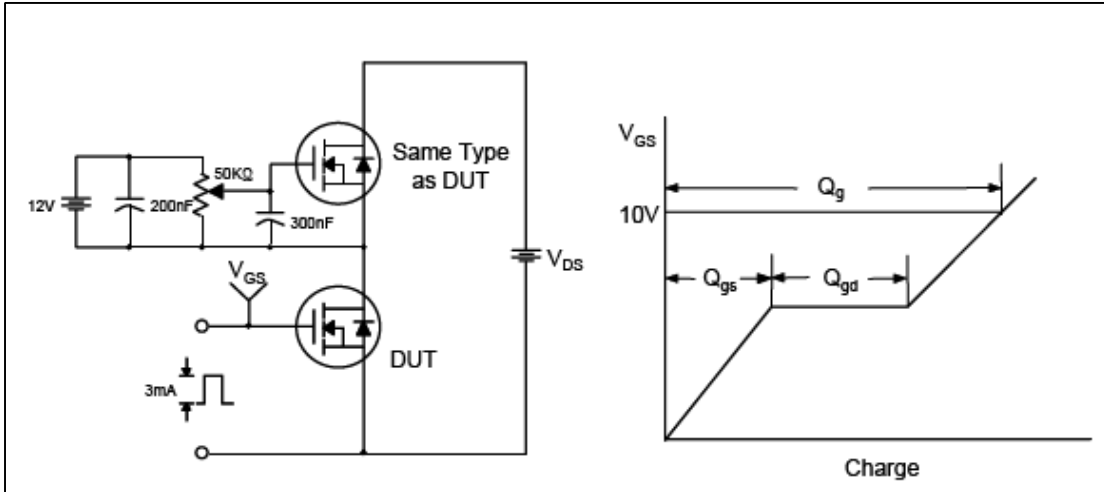 Same Type
as DUT
50KΩ
12V
200nF
300nF
V_GS
V_DS
DUT
3mA
V_GS
Q_g
10V
Q_gs
Q_gd
Charge